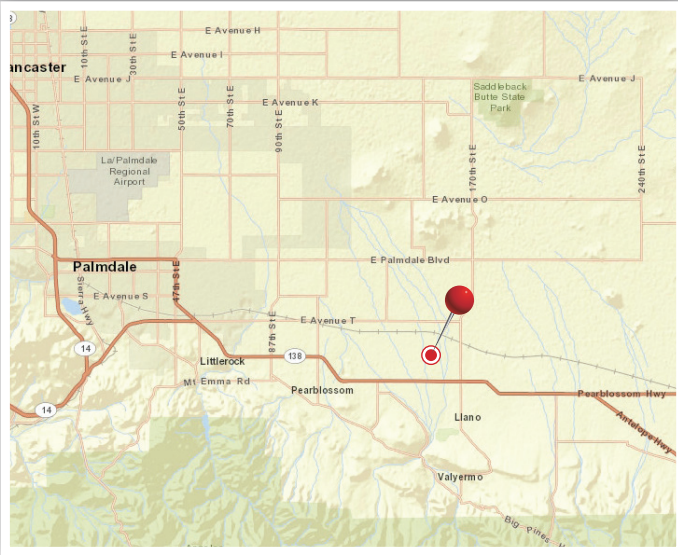 E Avenue H
10th St E
30th St E
E Avenue I
ancaster
E Avenue J
E Avenue J
Saddleback
Butte State
Park
50th St E
70th St E
E Avenue K
90th St E
10th St W
170th St E
240th St E
La/Palmdale
Regional
Airport
E Avenue O
E Palmdale Blvd
Palmdale
47th St E
Sierra Hwy
E Avenue S
E Avenue T
87th St E
14
138
Littlerock
Mt Emma Rd
Pearblossom
Pearblossom Hwy
14
Llano
Antelope Hwy
Valyermo
Big Pines H